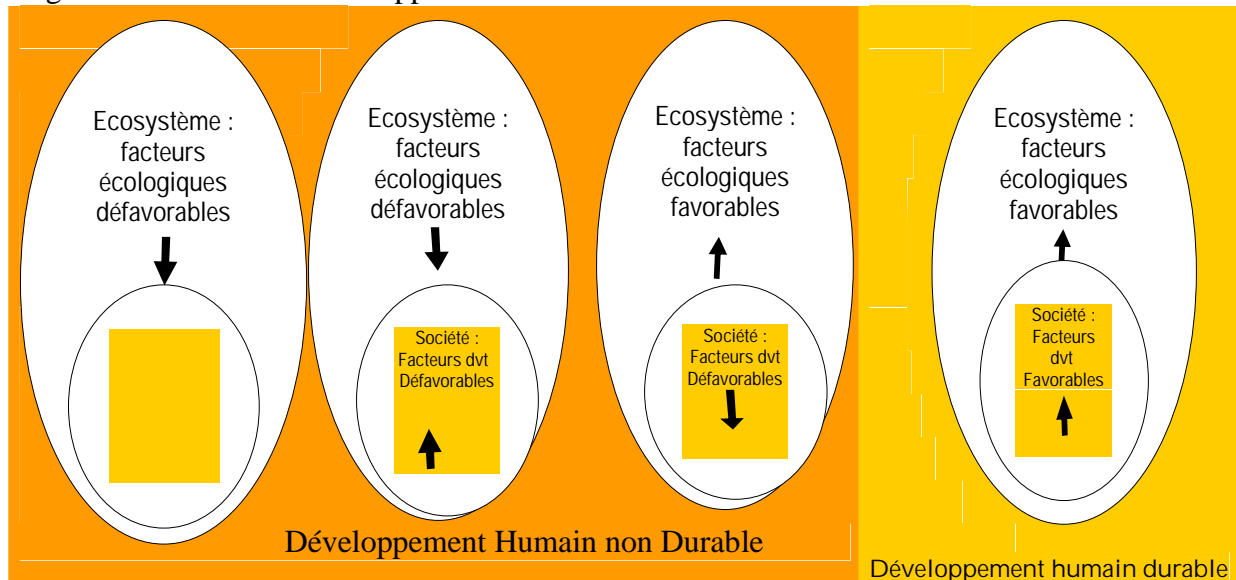 Ecosystème :
facteurs
écologiques
défavorables
Ecosystème :
facteurs
écologiques
défavorables
Société :
Facteurs dvt
Défavorables
Ecosystème :
facteurs
écologiques
favorables
Société :
Facteurs dvt
Défavorables
Ecosystème :
facteurs
écologiques
favorables
Société :
Facteurs
dvt
Favorables
Développement Humain non Durable
Développement humain durable